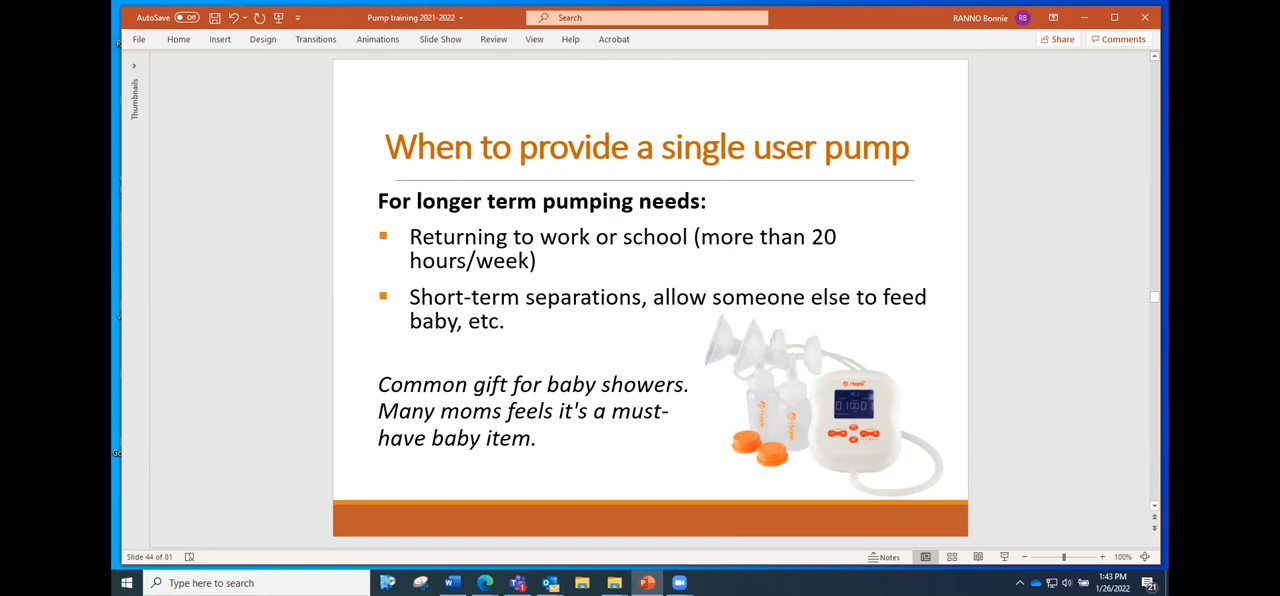 AutoSave Off
Pump training 2021-2022
Search
RANNO Bonnie RB
File Home Insert Design Transitions Animations Slide Show Review View Help Acrobat
Share Comments
Thumbnails
When to provide a single user pump
For longer term pumping needs:
Returning to work or school (more than 20
hours/week)
Short-term separations, allow someone else to feed
baby, etc.
Common gift for baby showers.
Many moms feels it's a must-
have baby item.
Slide 44 of 81
Notes
100%
Type here to search
1:43 PM
1/26/2022
21